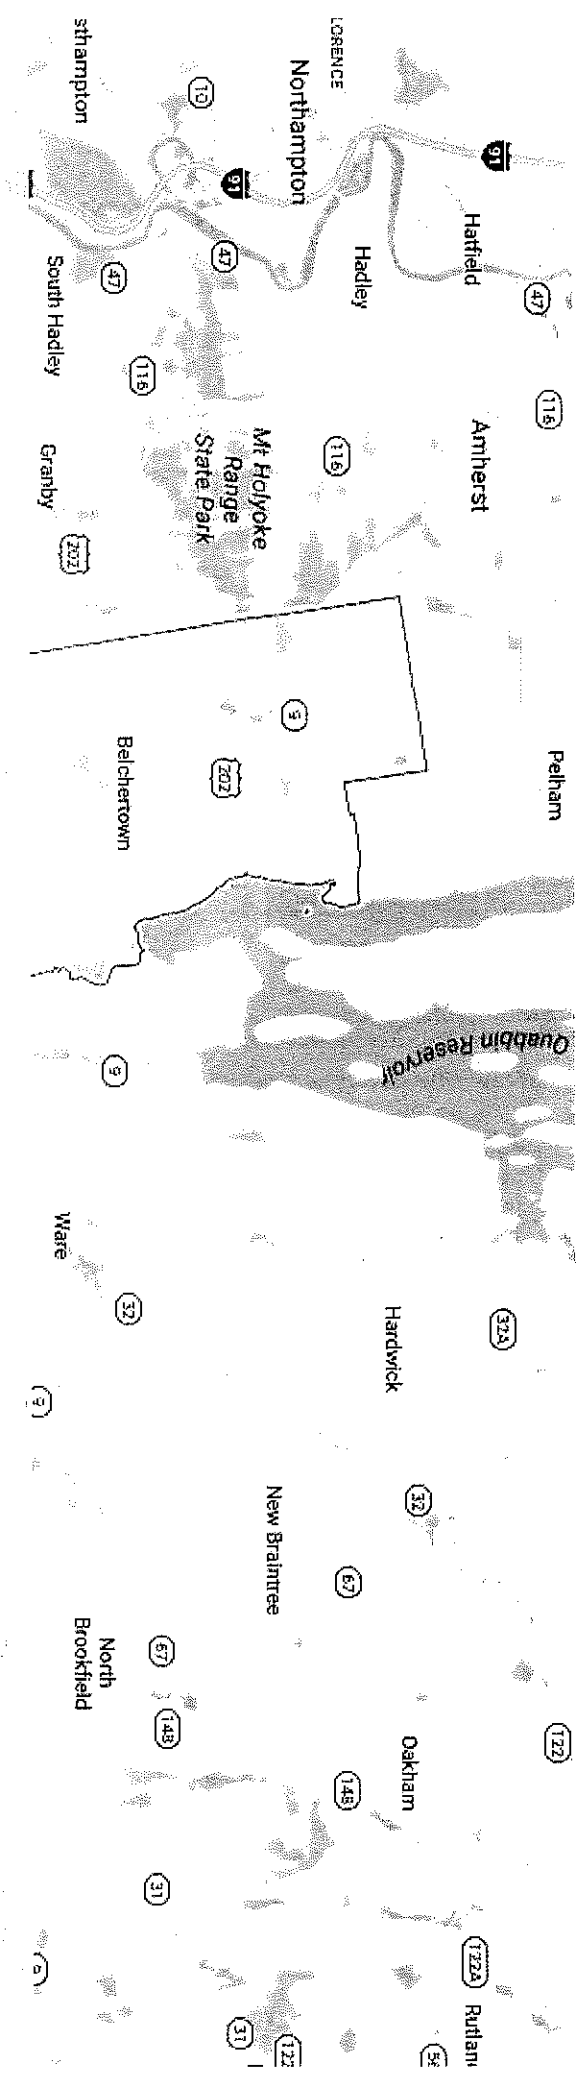 LORENCE
Northampton
sthampton
10
91
91
Hatfield
47
Hadley
47
South Hadley
47
116
116
Amherst
116
Mt Holyoke
Range
State Park
Granby
202
Pelham
9
202
Belchertown
Quabbin Reservoir
9
Ware
32
32A
Hardwick
9
32
New Braintree
67
67
North
Brookfield
148
122
Oakham
148
31
122A
Rutlan
31
122